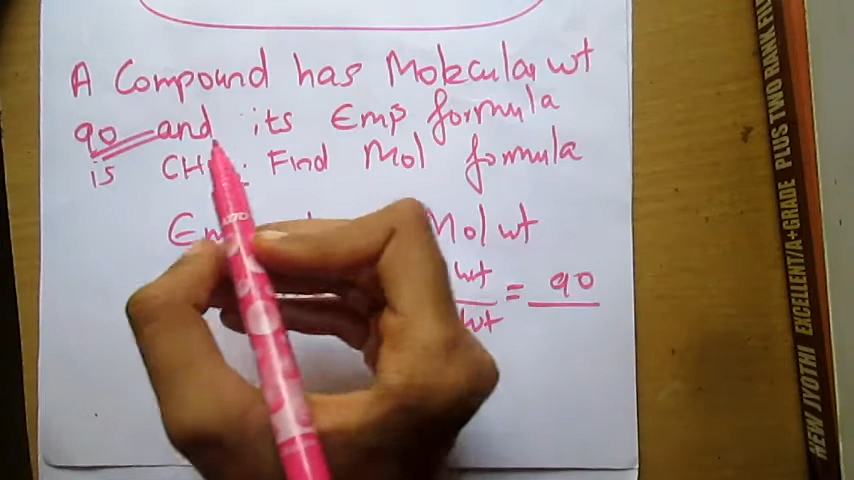 A Compound has Molecular wt
90 and its Emp formula
is CH Find Mol formula
Mol wt
wt = 90
wt
NEW JYOTHI EXCELLENT/A+GRADE PLUS TWO RANK FILE